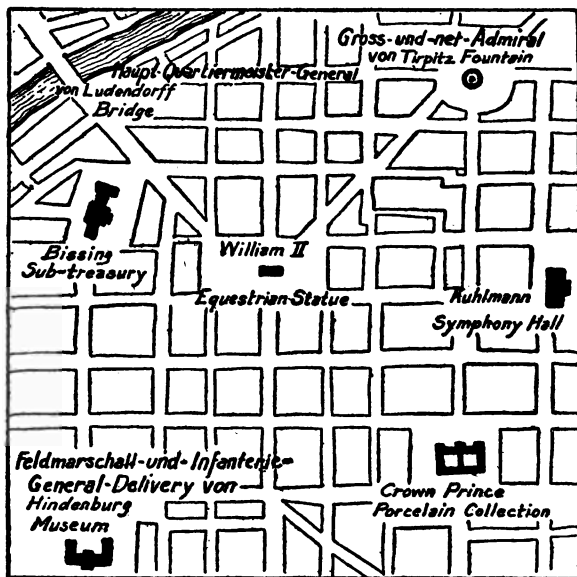 Gross-und-net-Admiral
von Tirpitz Fountain
Haupt-Quartiermeister-General
von Ludendorff
Bridge
Bissing
Sub-treasury
William II
Equestrian Statue
Kuhlmann
Symphony Hall
Feldmarschall-und-Infanterie-
General-Delivery von
Hindenburg
Museum
Crown Prince
Porcelain Collection